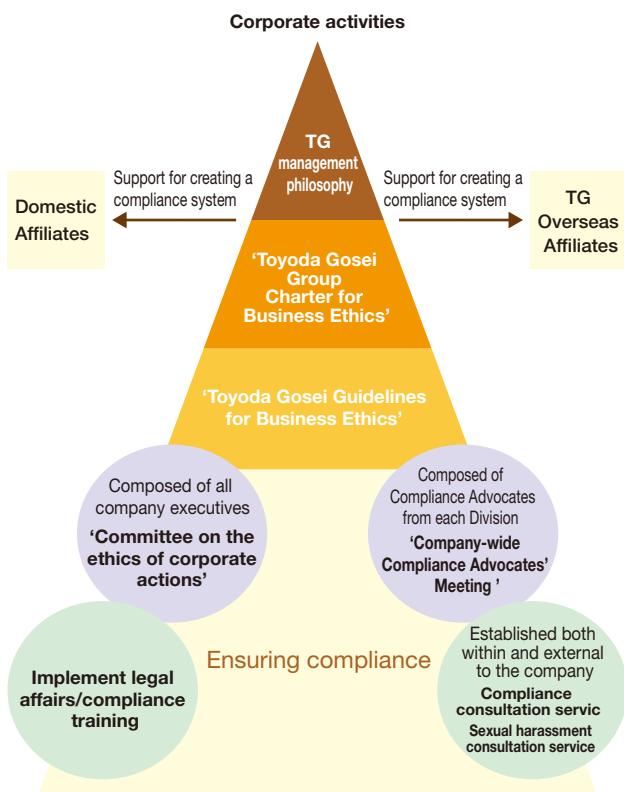 Corporate activities
TG
management
philosophy
Support for creating a
compliance system
Domestic
Affiliates
Support for creating a
compliance system
TG
Overseas
Affiliates
‘Toyoda Gosei
Group
Charter for
Business Ethics’
‘Toyoda Gosei Guidelines
for Business Ethics’
Composed of all
company executives
‘Committee on the
ethics of corporate
actions’
Composed of
Compliance Advocates
from each Division
‘Company-wide
Compliance Advocates’
Meeting ’
Implement legal
affairs/compliance
training
Ensuring compliance
Established both
within and external
to the company
Compliance
consultation servic
Sexual harassment
consultation service